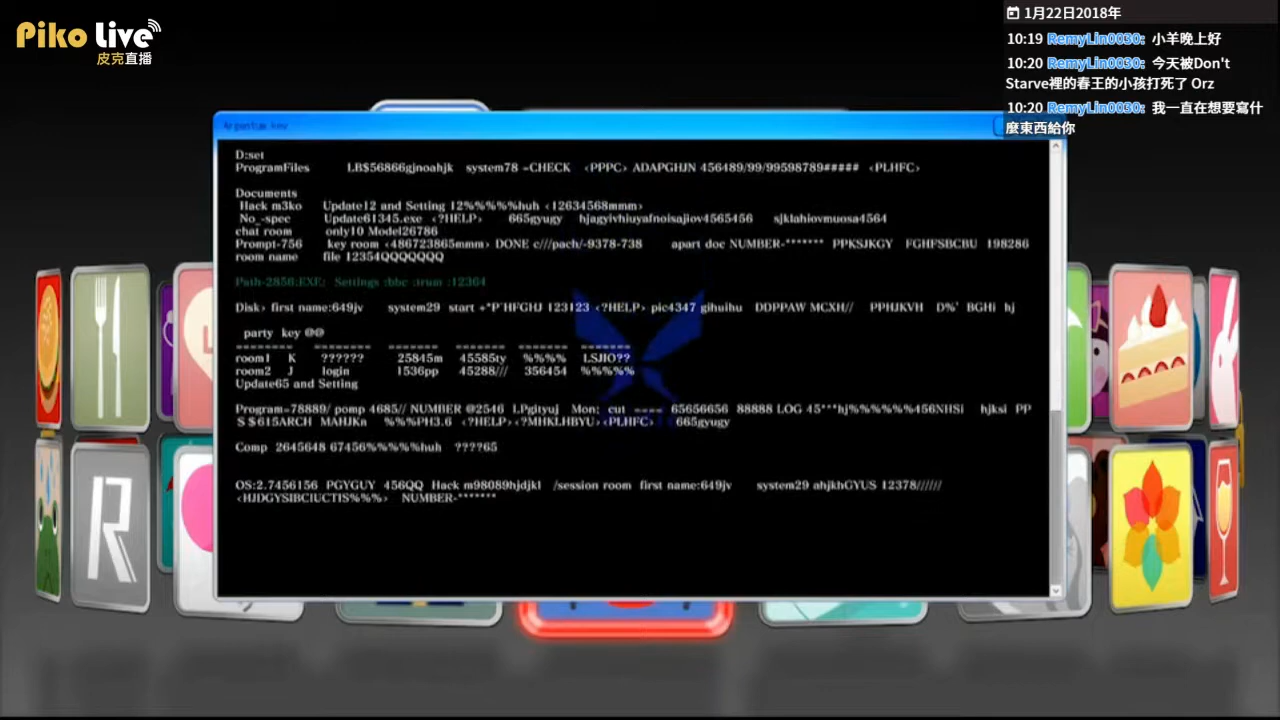 Piko Live
皮克直播
1月22日2018年
10:19 RemyLin0030: 小羊晚上好
10:20 RemyLin0030: 今天被Don't
Starve裡的春王的小孩打死了 Orz
10:20 RemyLin0030: 我一直在想要寫什
麼東西給你
Argentum.key
D:set
ProgramFiles LB$56866gjnoahjk system78 =CHECK <PPPC> ADAPGHJN 456489/99/99598789##### <PLHFC>
Documents
Hack m3ko Update12 and Setting 12%%%%%huh <12634568mmm>
No_-spec Update61345.exe <?HELP> 665gyugy hjagyivhiuyafnoisajiov4565456 sjklahiovmuosa4564
chat room only10 Model26786
Prompt-756 key room <486723865mmm> DONE c///pach/-9378-738 apart doc NUMBER-******* PPKSJKGY FGHFSBCBU 198286
room name file 12354QQQQQQQ
Path-2856:EXE; Settings :bbc :trum :12364
Disk> first name:649jv system29 start +*P'HFGHJ 123123 <?HELP> pic4347 gihuihu DDPPAW MCXH// PPHJKVH D%' BGHi hj
party key @@
======== ======== ======= ======= ======= =======
room1 K ?????? 25845m 45585ty %%%% LSJIO??
room2 J login 1536pp 45288/// 356454 %%%%%
Update65 and Setting
Program=78889/ pomp 4685// NUMBER @2546 LPgityuj Mon; cut ==== 65656656 88888 LOG 45***hj%%%%%%456NHSI hjksi PP
S $615ARCH MAHJKn %%%PH3.6 <?HELP><?MHKLHBYU><PLHFC> 665gyugy
Comp 2645648 67456%%%%%huh ????65
OS:2.7456156 PGYGUY 456QQ Hack m98089hjdjkl /session room first name:649jv system29 ahjkhGYUS 12378//////
<HJDGYSIBCIUCTIS%%%> NUMBER-*******
R